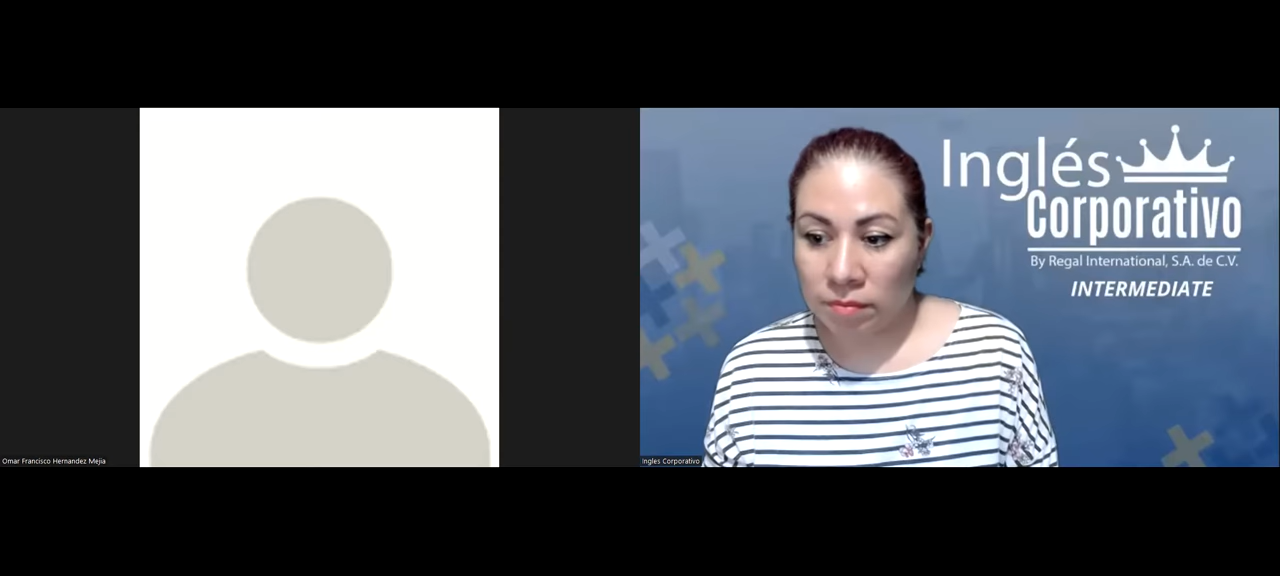 Inglés
Corporativo
By Regal International, S.A. de C.V.
INTERMEDIATE
Omar Francisco Hernandez Mejia
Ingles Corporativo